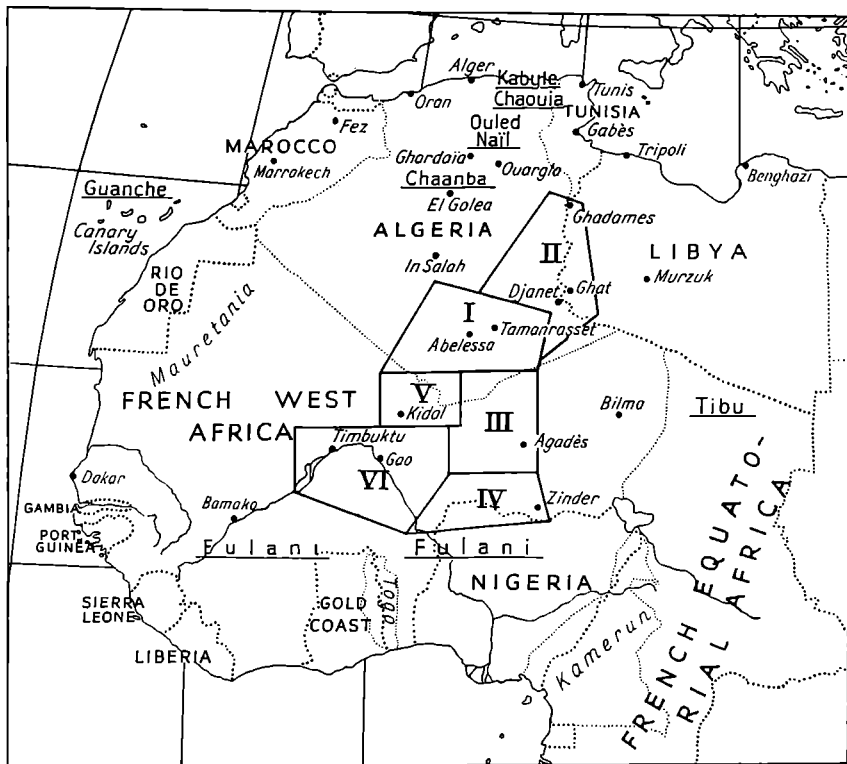 Alger
Kabyle
Chaouia
Tunis
Oran
TUNISIA
Fez
Ouled
Naïl
Gabès
MAROCCO
Marrakech
Ghardaïa
Ouargla
Tripoli
Benghazi
Guanche
Chaanba
El Golea
Canary
Islands
Ghadames
ALGERIA
II
LIBYA
In Salah
RIO
DE
ORO
Djanet
Ghat
Murzuk
I
Tamanrasset
Abelessa
Mauretania
FRENCH WEST
AFRICA
V
Kidal
III
Bilma
Tibu
Timbuktu
Gao
Agadès
Dakar
VI
IV
Zinder
GAMBIA
Bamako
PORT
GUINEA
Fulani
Fulani
NIGERIA
SIERRA
LEONE
GOLD
COAST
Togo
LIBERIA
Kamerun
FRENCH EQUATO-
RIAL AFRICA